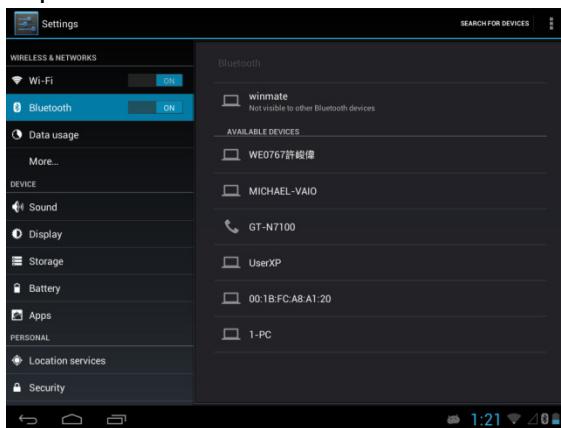 Settings
SEARCH FOR DEVICES
WIRELESS & NETWORKS
Wi-Fi
ON
Bluetooth
ON
Data usage
More...
DEVICE
Sound
Display
Storage
Battery
Apps
PERSONAL
Location services
Security
Bluetooth
winmate
Not visible to other Bluetooth devices
AVAILABLE DEVICES
WE0767許峻偉
MICHAEL-VAIO
GT-N7100
UserXP
00:1B:FC:A8:A1:20
1-PC
1:21